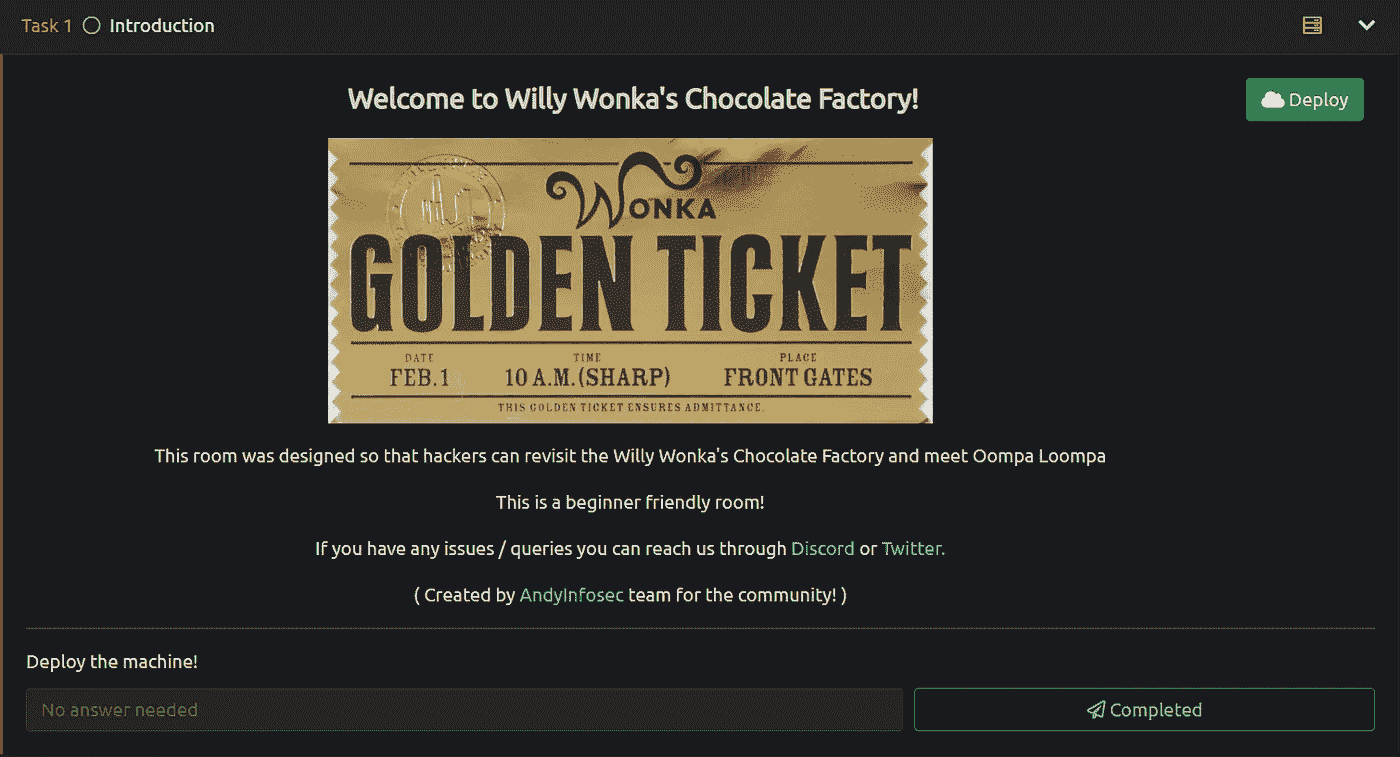 Task 1 Introduction
Welcome to Willy Wonka's Chocolate Factory!
Deploy
WONKA
GOLDEN TICKET
DATE TIME PLACE
FEB.1 10 A.M.(SHARP) FRONT GATES
THIS GOLDEN TICKET ENSURES ADMITTANCE.
This room was designed so that hackers can revisit the Willy Wonka's Chocolate Factory and meet Oompa Loompa
This is a beginner friendly room!
If you have any issues / queries you can reach us through Discord or Twitter.
( Created by AndyInfosec team for the community! )
Deploy the machine!
No answer needed
Completed